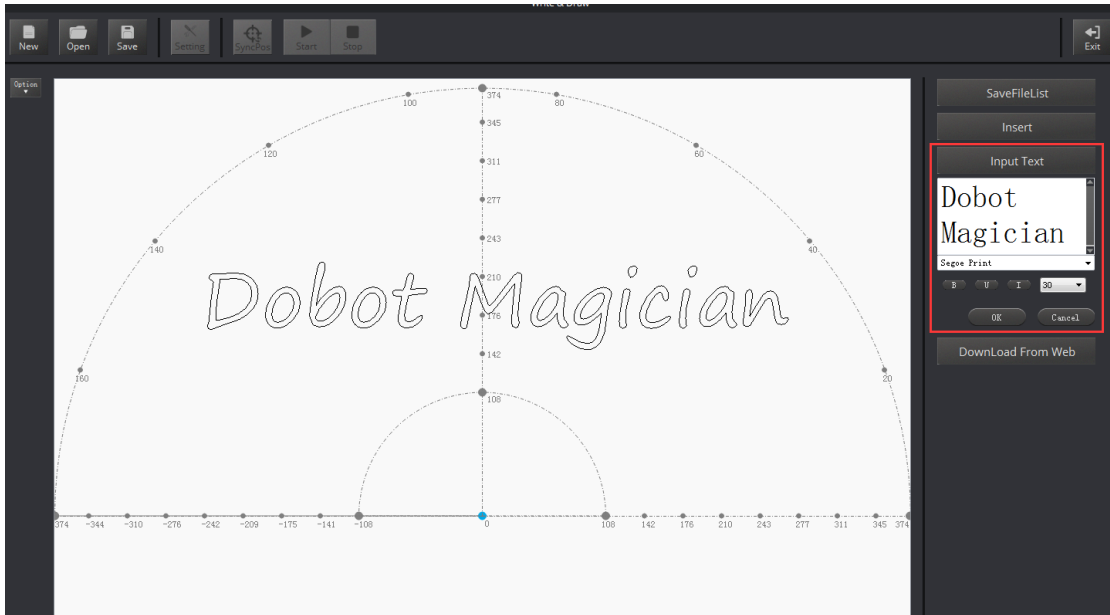 Write & Draw
New Open Save Setting SyncPos Start Stop Exit
Option
SaveFileList
Insert
Input Text
Dobot
Magician
Segoe Print
B U I 30
OK Cancel
DownLoad From Web
374
100 80
345
120 60
311
277
140 40
243
210
Dobot Magician
176
142
160 20
108
374 -344 -310 -276 -242 -209 -175 -141 -108 0 108 142 176 210 243 277 311 345 374